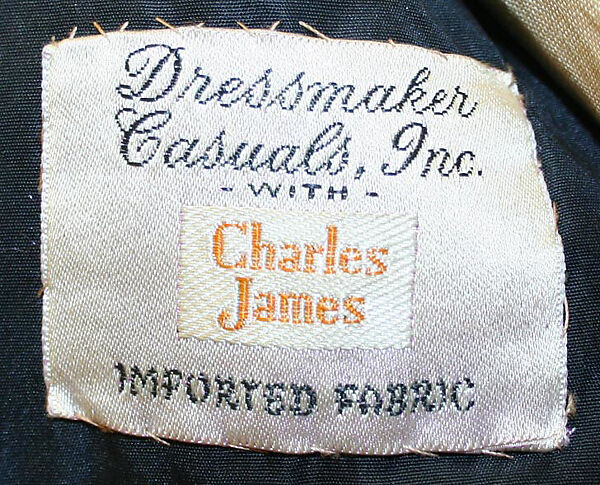 Dressmaker
Casuals, Inc.
- WITH -
Charles
James
IMPORTED FABRIC